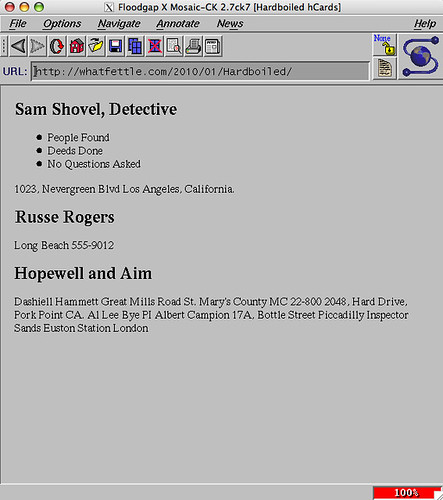 Floodgap X Mosaic-CK 2.7ck7 [Hardboiled hCards]
File Options Navigate Annotate News Help
None
URL: http://whatfettle.com/2010/01/Hardboiled/
Sam Shovel, Detective
People Found
Deeds Done
No Questions Asked
1023, Nevergreen Blvd Los Angeles, California.
Russe Rogers
Long Beach 555-9012
Hopewell and Aim
Dashiell Hammett Great Mills Road St. Mary's County MC 22-800 2048, Hard Drive,
Pork Point CA. Al Lee Bye PI Albert Campion 17A, Bottle Street Piccadilly Inspector
Sands Euston Station London
100%